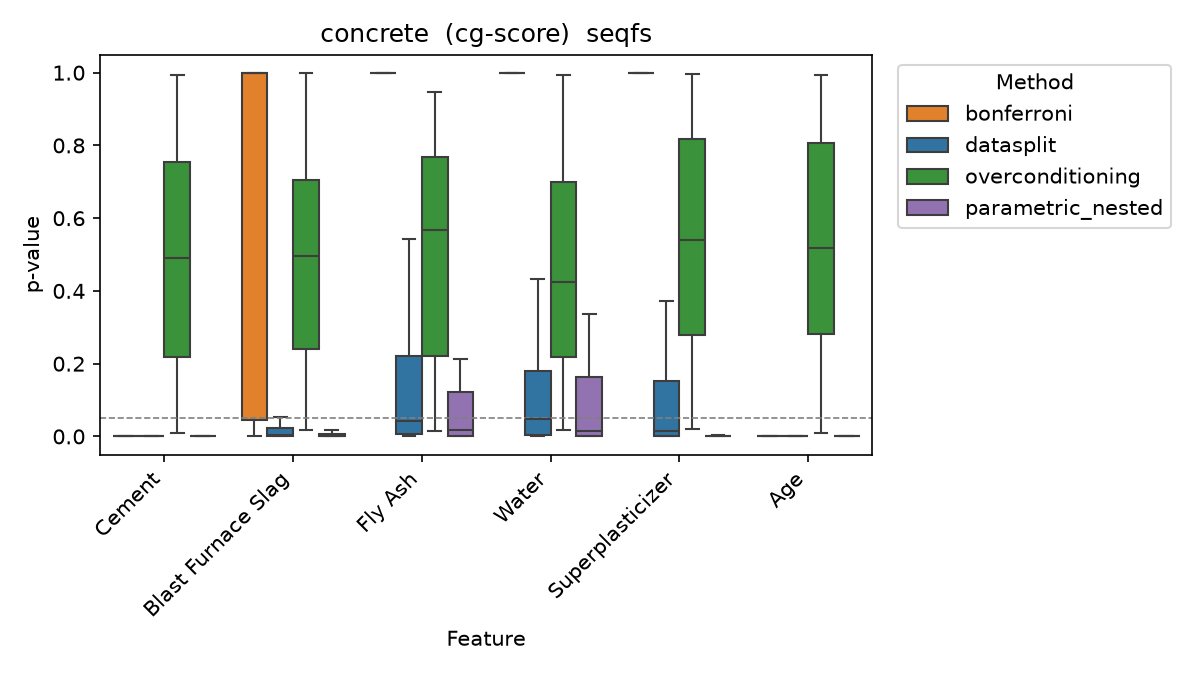 concrete  (cg-score)  seqfs
p-value
1.0
0.8
0.6
0.4
0.2
0.0
Cement
Blast Furnace Slag
Fly Ash
Water
Superplasticizer
Age
Feature
Method
bonferroni
datasplit
overconditioning
parametric_nested